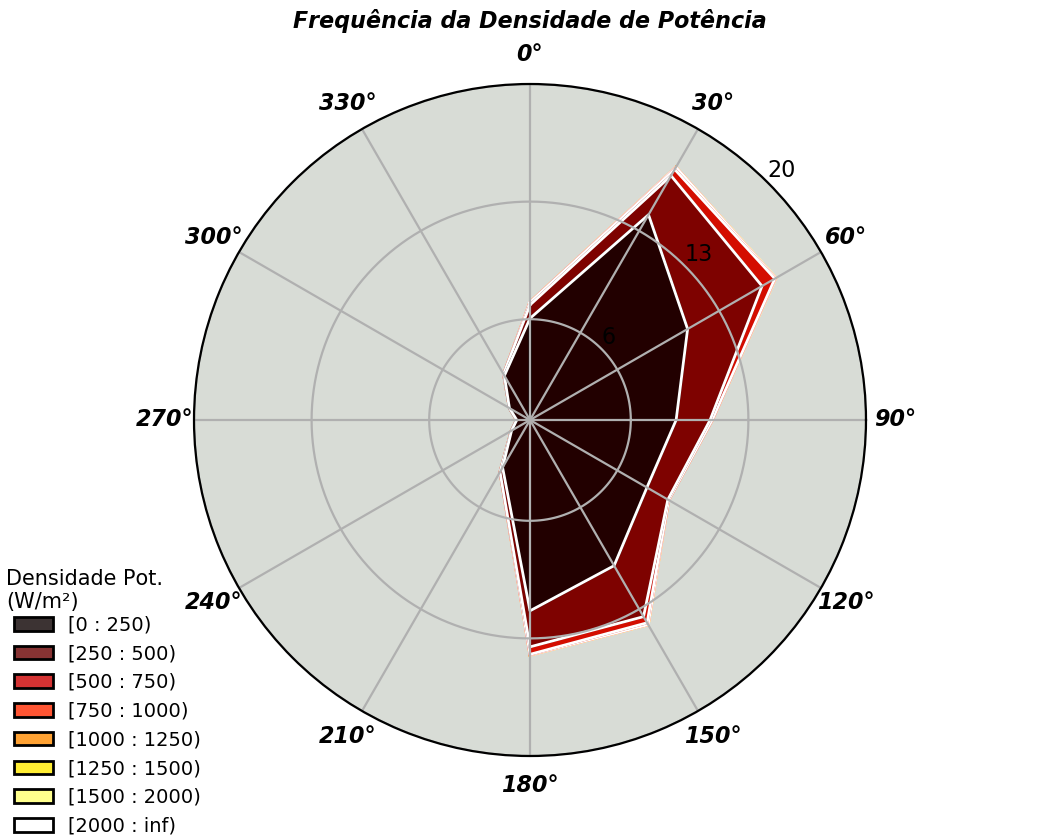 Frequência da Densidade de Potência
0°
330°
30°
20
300°
60°
13
6
270°
90°
240°
120°
210°
150°
180°
Densidade Pot.
(W/m²)
[0 : 250)
[250 : 500)
[500 : 750)
[750 : 1000)
[1000 : 1250)
[1250 : 1500)
[1500 : 2000)
[2000 : inf)